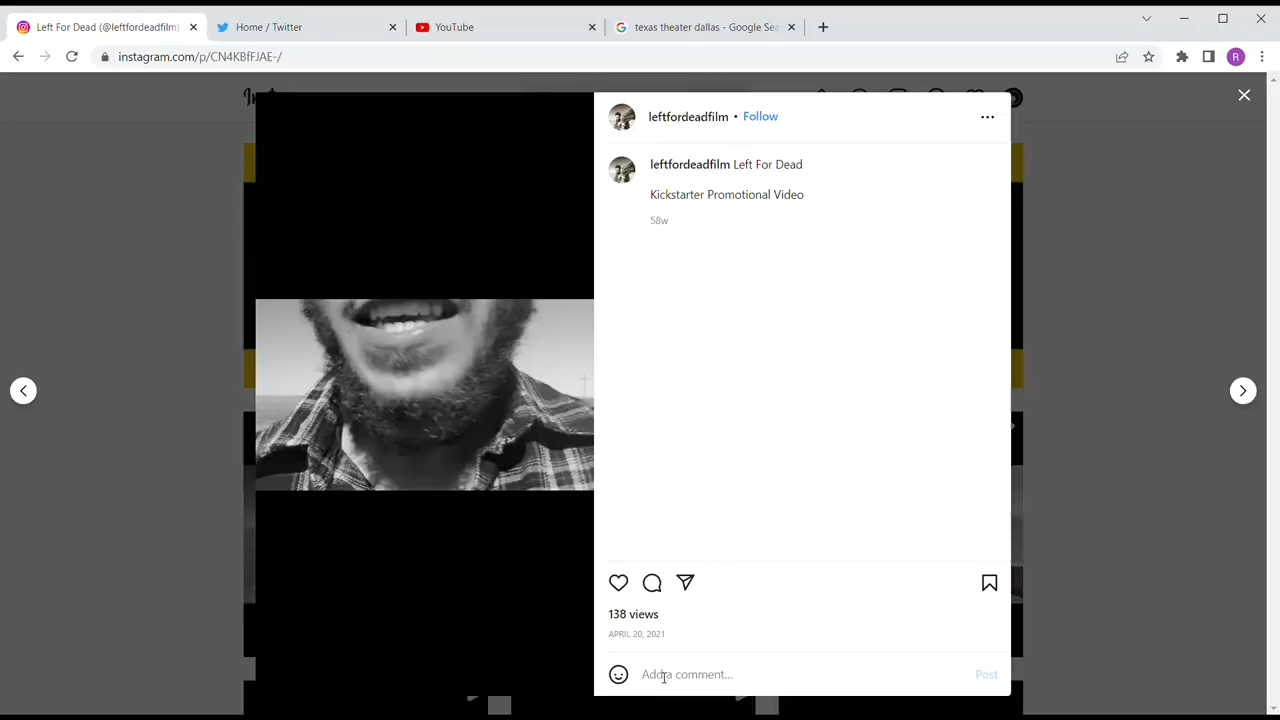 Left For Dead (@leftfordeadfilm)
Home / Twitter
YouTube
texas theater dallas - Google Sea
instagram.com/p/CN4KBfFJAE-/
R
leftfordeadfilm • Follow
leftfordeadfilm Left For Dead
Kickstarter Promotional Video
58w
138 views
APRIL 20, 2021
Add a comment...
Post